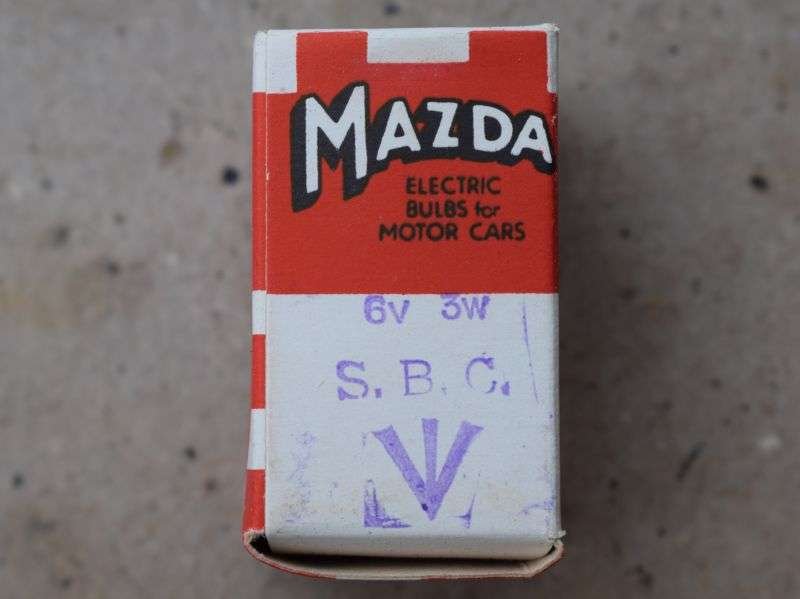 MAZDA
ELECTRIC
BULBS for
MOTOR CARS
6V 3W
S.B.C.